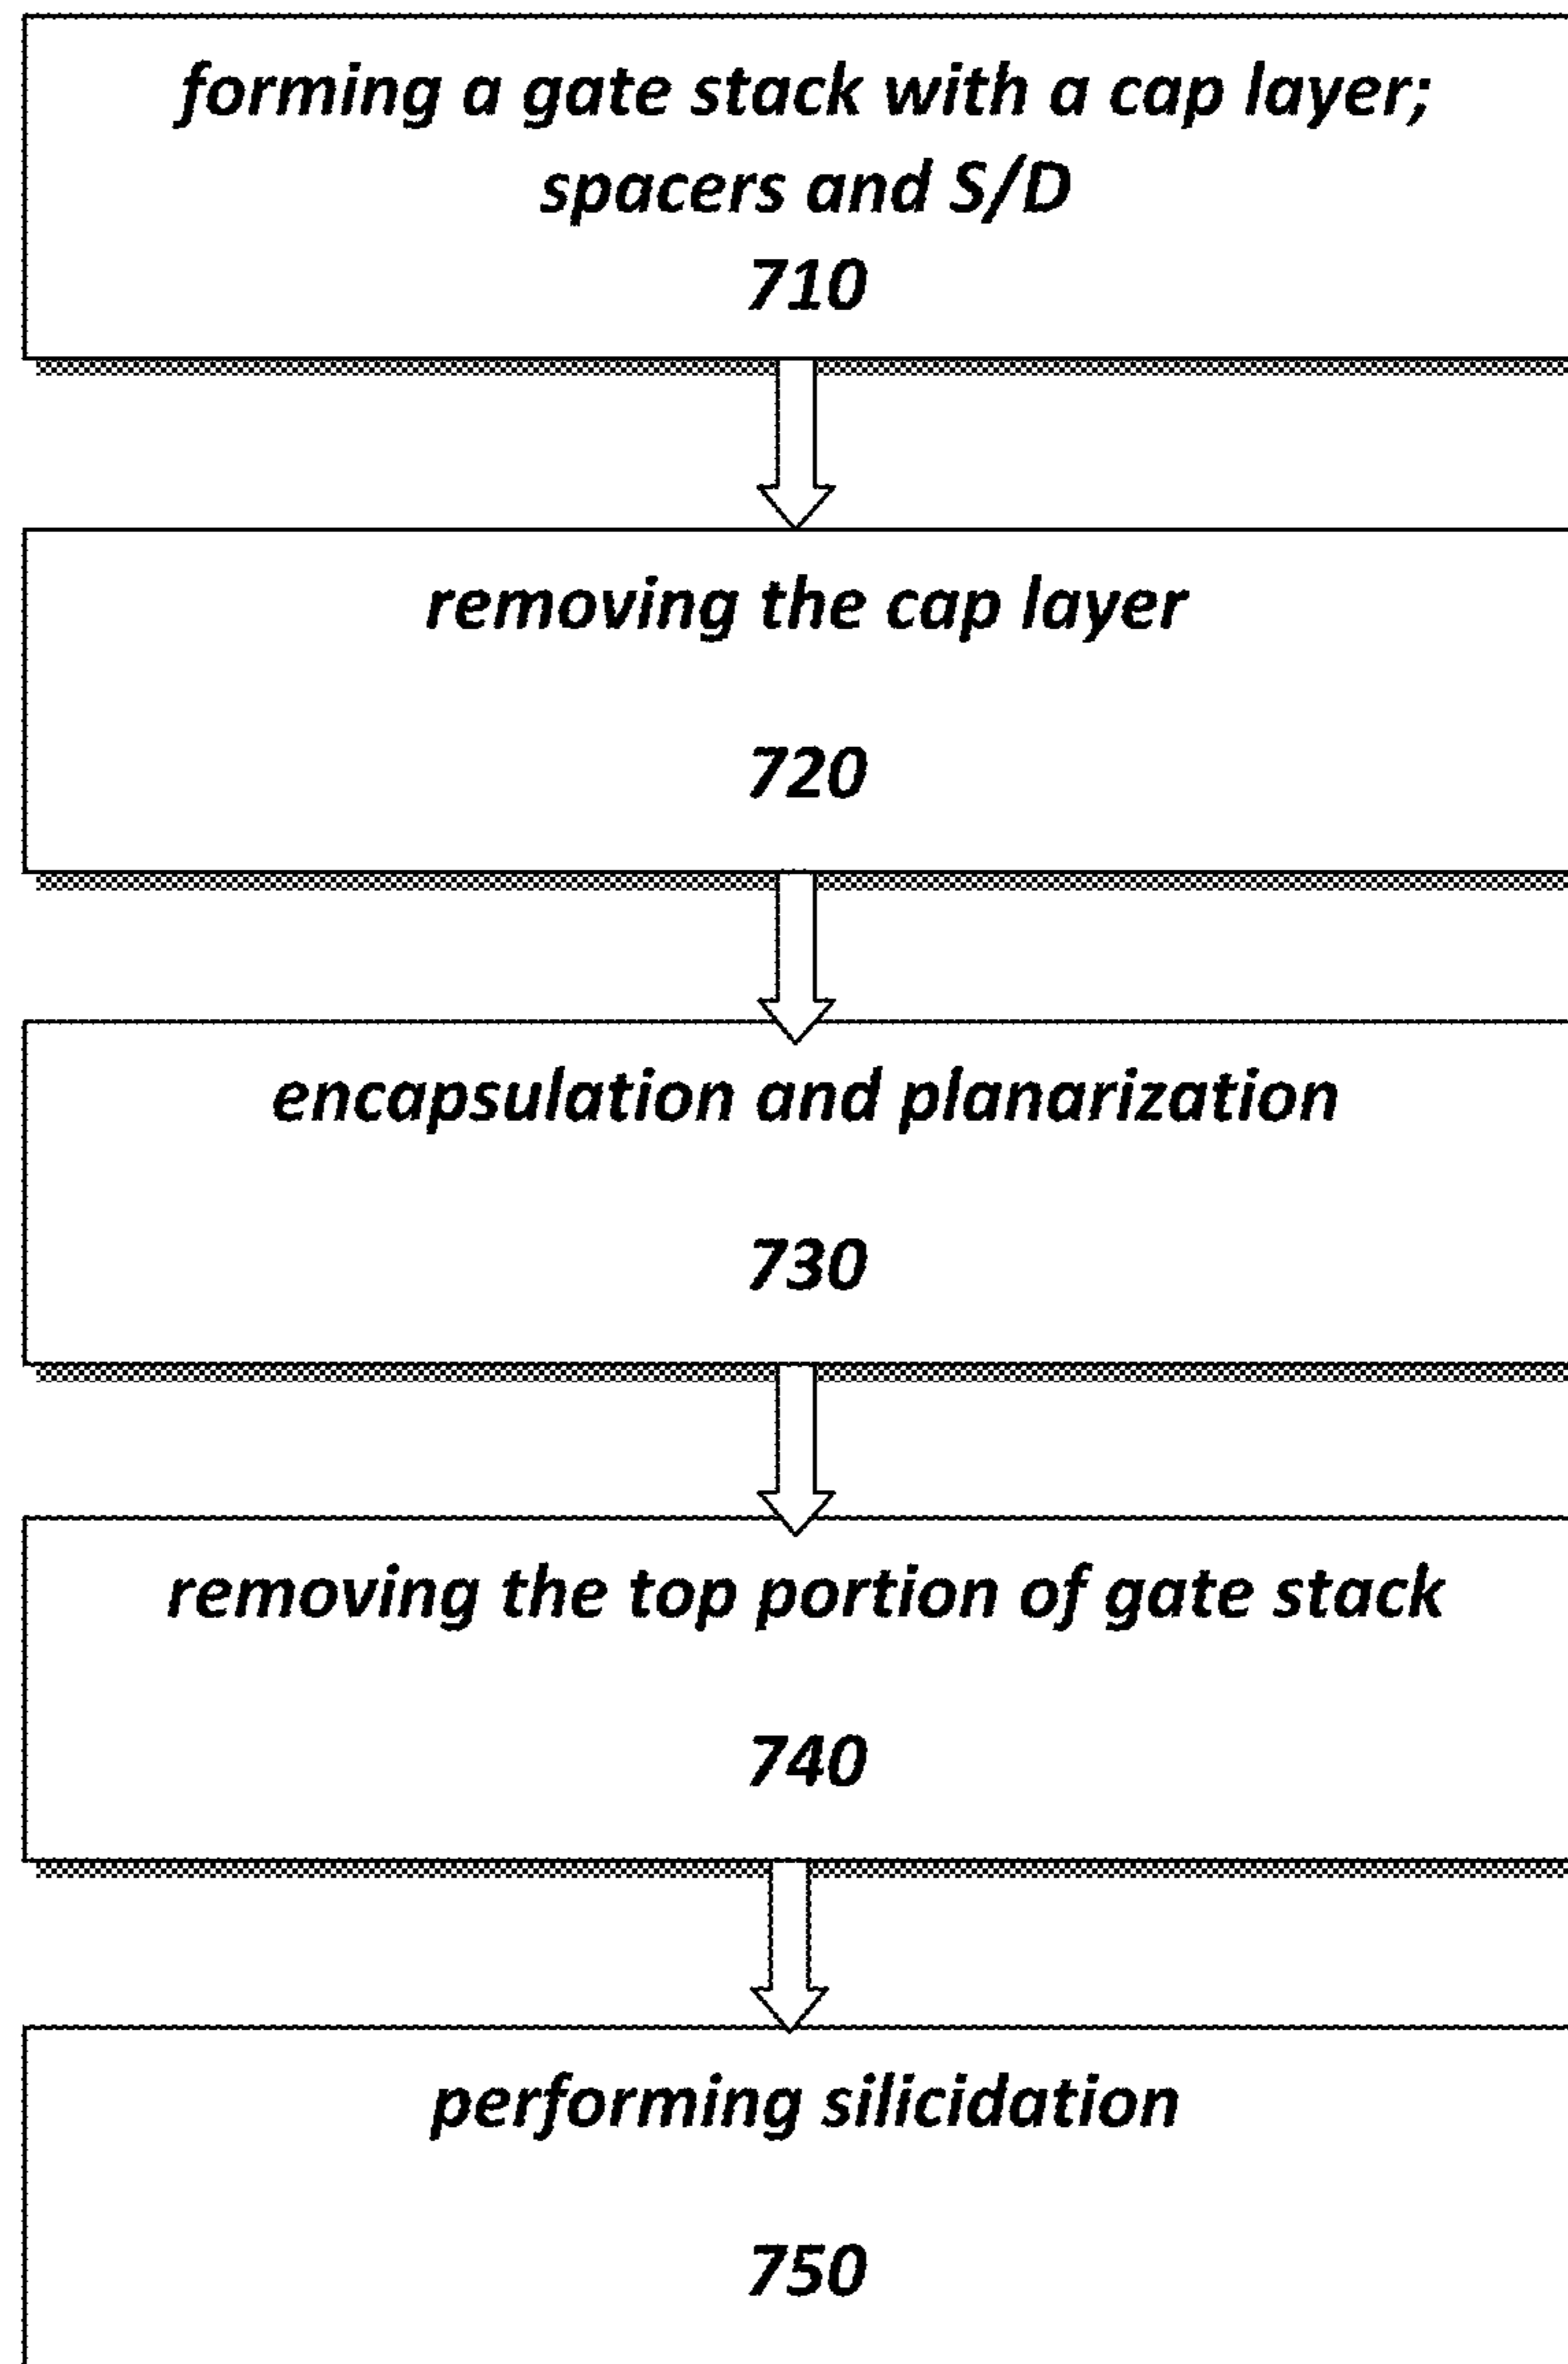 forming a gate stack with a cap layer;
spacers and S/D
710
removing the cap layer
720
encapsulation and planarization
730
removing the top portion of gate stack
740
performing silicidation
750